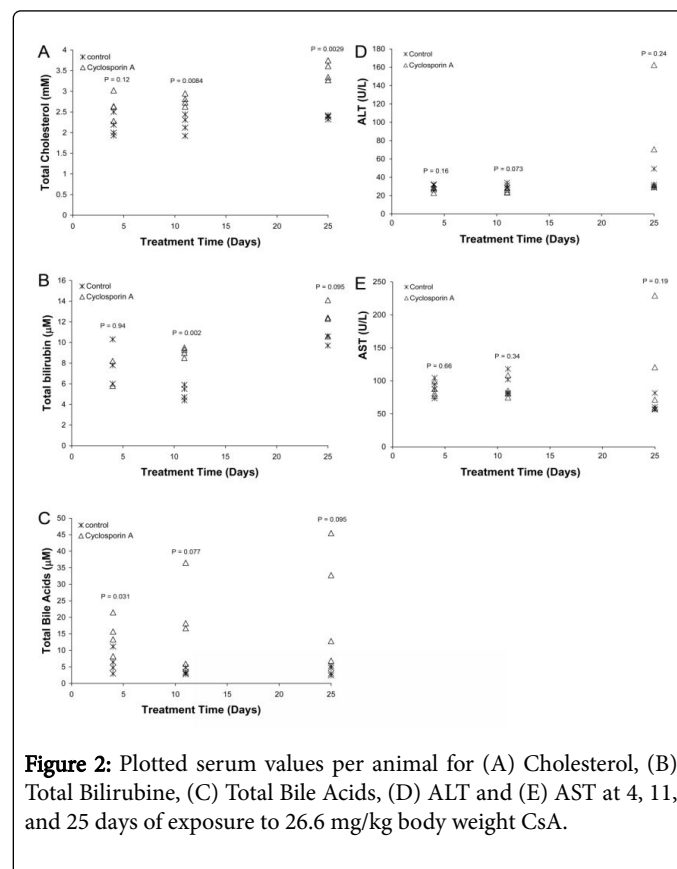 A
* control
△ Cyclosporin A
P = 0.12
P = 0.0084
P = 0.0029
Total Cholesterol (mM)
4
3.5
3
2.5
2
1.5
1
0.5
0
0 5 10 15 20 25
Treatment Time (Days)
D
* Control
△ Cyclosporin A
P = 0.16
P = 0.073
P = 0.24
ALT (U/L)
180
160
140
120
100
80
60
40
20
0
0 5 10 15 20 25
Treatment Time (Days)
B
* Control
△ Cyclosporin A
P = 0.94
P = 0.002
P = 0.095
Total bilirubin (µM)
16
14
12
10
8
6
4
2
0
0 5 10 15 20 25
Treatment Time (Days)
E
* Control
△ Cyclosporin A
P = 0.66
P = 0.34
P = 0.19
AST (U/L)
250
200
150
100
50
0
0 5 10 15 20 25
Treatment Time (Days)
C
* control
△ Cyclosporin A
P = 0.031
P = 0.077
P = 0.095
Total Bile Acids (µM)
50
45
40
35
30
25
20
15
10
5
0
0 5 10 15 20 25
Treatment Time (Days)
Figure 2: Plotted serum values per animal for (A) Cholesterol, (B)
Total Bilirubine, (C) Total Bile Acids, (D) ALT and (E) AST at 4, 11,
and 25 days of exposure to 26.6 mg/kg body weight CsA.